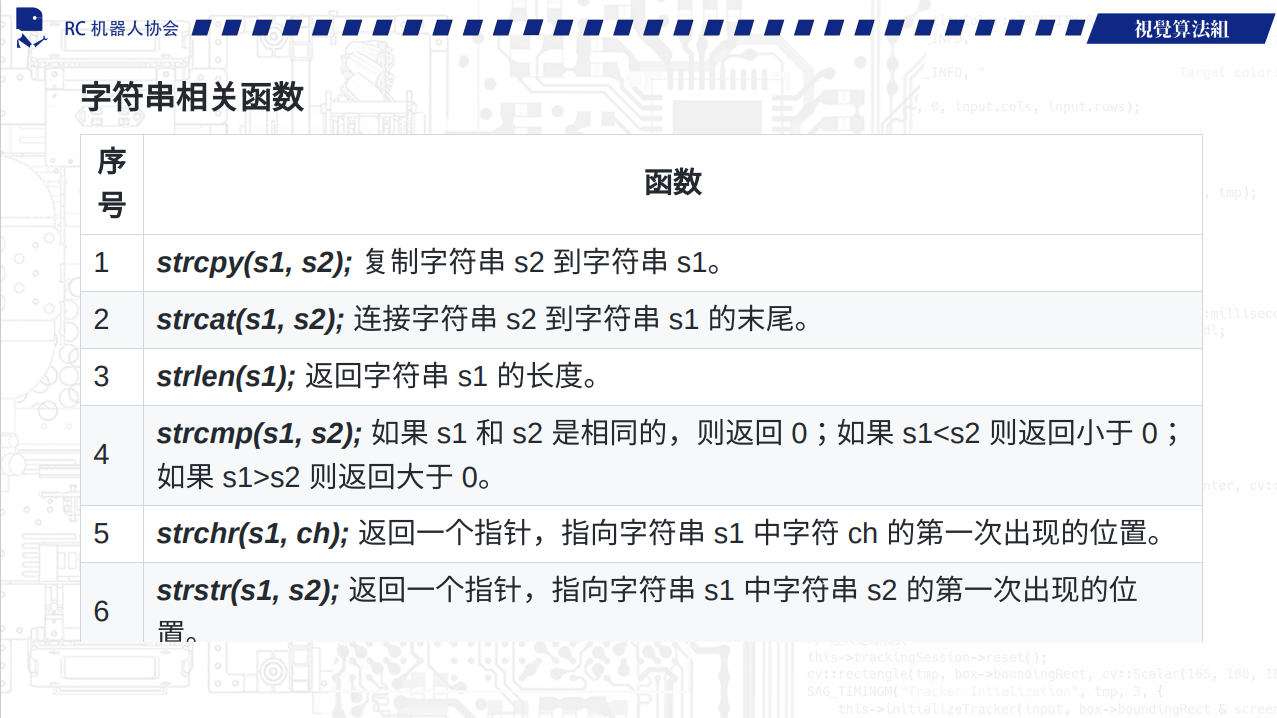 RC 机器人协会
視覺算法組
字符串相关函数
序号
函数
1
strcpy(s1, s2); 复制字符串 s2 到字符串 s1。
2
strcat(s1, s2); 连接字符串 s2 到字符串 s1 的末尾。
3
strlen(s1); 返回字符串 s1 的长度。
4
strcmp(s1, s2); 如果 s1 和 s2 是相同的，则返回 0；如果 s1<s2 则返回小于 0；
如果 s1>s2 则返回大于 0。
5
strchr(s1, ch); 返回一个指针，指向字符串 s1 中字符 ch 的第一次出现的位置。
6
strstr(s1, s2); 返回一个指针，指向字符串 s1 中字符串 s2 的第一次出现的位
置。
_INFO,
Target color:
, 0, input.cols, input.rows);
, tmp);
:millisec
dl;
nter, cv::
this->trackingSession->reset();
cv::rectangle(tmp, box->boundingRect, cv::Scalar(165, 100, 1
SAG_TIMINGM("Tracker Initialization", tmp, 3, {
this->initializeTracker(input, box->boundingRect & screen